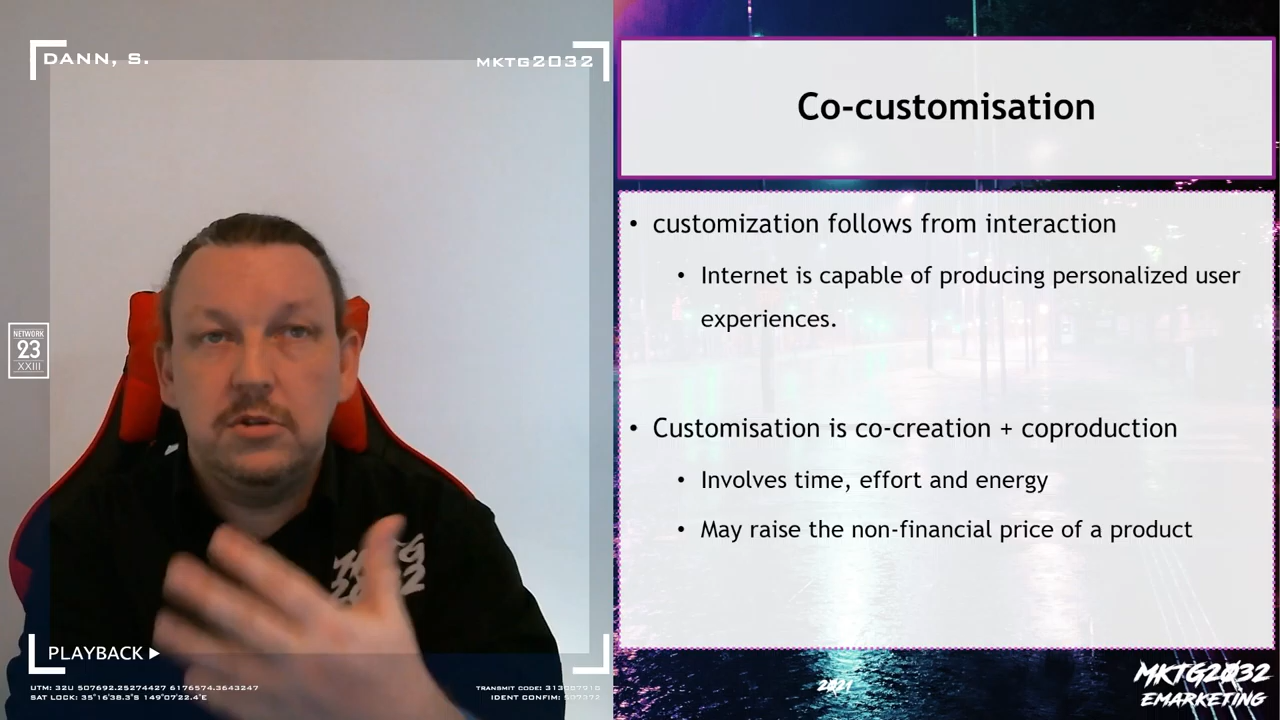 DANN, S.
MKTG2032
NETWORK
23
XXIII
PLAYBACK
UTM: 32U 507692.25274427 6176574.3643247
SAT LOCK: 35°16'38.3"S 149°07'22.4"E
TRANSMIT CODE:
IDENT CONFIM:
Co-customisation
• customization follows from interaction
• Internet is capable of producing personalized user
experiences.
• Customisation is co-creation + coproduction
• Involves time, effort and energy
• May raise the non-financial price of a product
2021
MKTG2032
EMARKETING